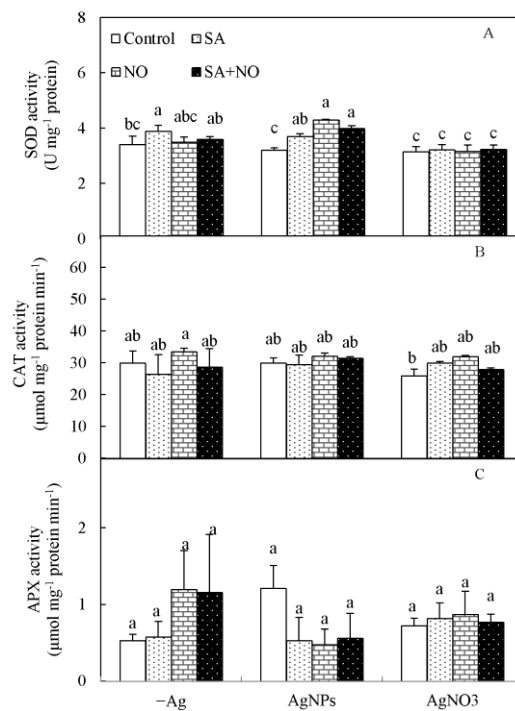 8
Control
SA
A
NO
SA+NO
6
SOD activity
(U mg-1 protein)
a
a
a
bc
abc
ab
c
ab
c
c
c
c
4
2
0
B
60
50
CAT activity
(μmol mg-1 protein min-1)
40
ab
ab
a
ab
ab
ab
ab
ab
b
ab
ab
ab
30
20
10
0
C
APX activity
(μmol mg-1 protein min-1)
2
a
a
a
a
a
a
a
a
a
a
a
a
1
0
−Ag
AgNPs
AgNO3